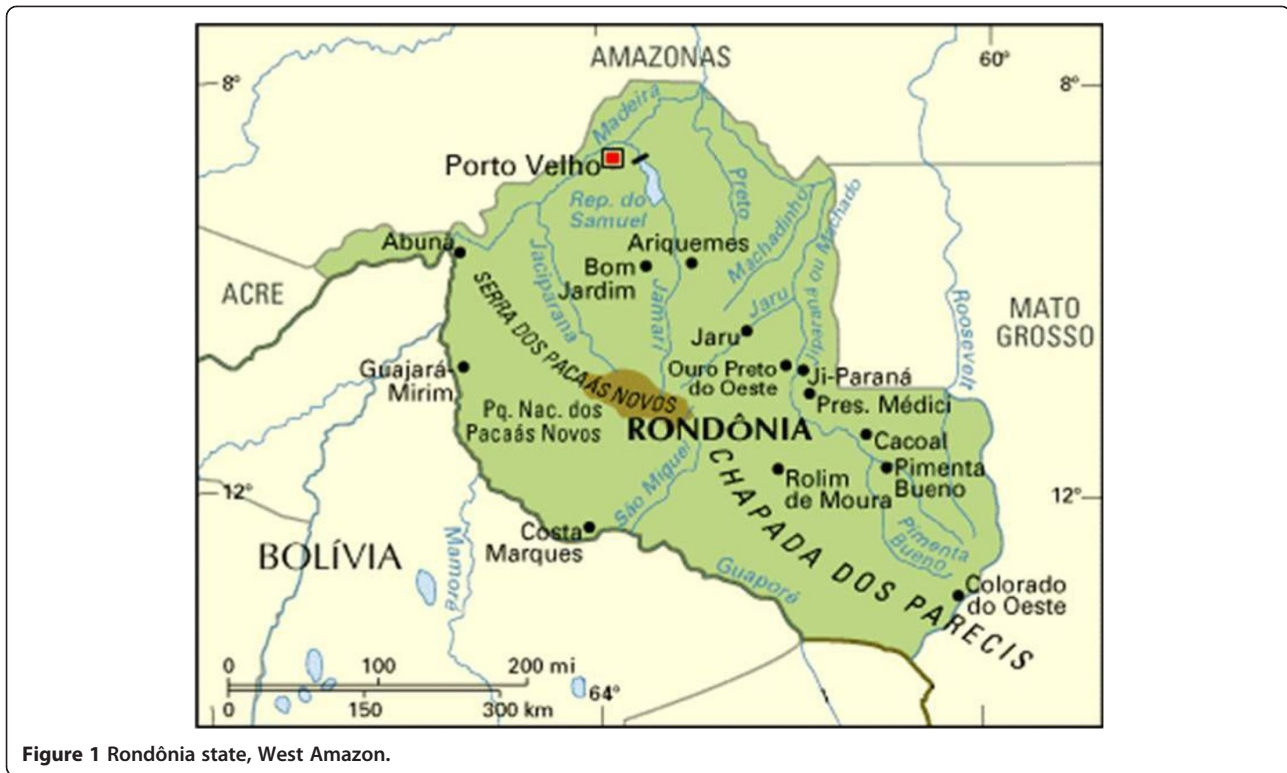 AMAZONAS
60°
8°
8°
Madeira
Porto Velho
Rep. do
Samuel
Preto
Machadinho
Jiparaná ou Machado
Abunã
Ariquemes
Bom
Jardim
Jaciparana
Jamari
ACRE
SERRA DOS PACAÁS NOVOS
Jaru
Jaru
Roosevelt
MATO
GROSSO
Guajará-
Mirim
Ouro Preto
do Oeste
Ji-Paraná
Pres. Médici
Pq. Nac. dos
Pacaás Novos
RONDÔNIA
Cacoal
Pimenta
Bueno
Rolim
de Moura
São Miguel
CHAPADA DOS PARECIS
12°
12°
Costa
Marques
BOLÍVIA
Mamoré
Guaporé
Pimenta
Bueno
Colorado
do Oeste
0 100 200 mi
0 150 300 km
64°
Figure 1 Rondônia state, West Amazon.